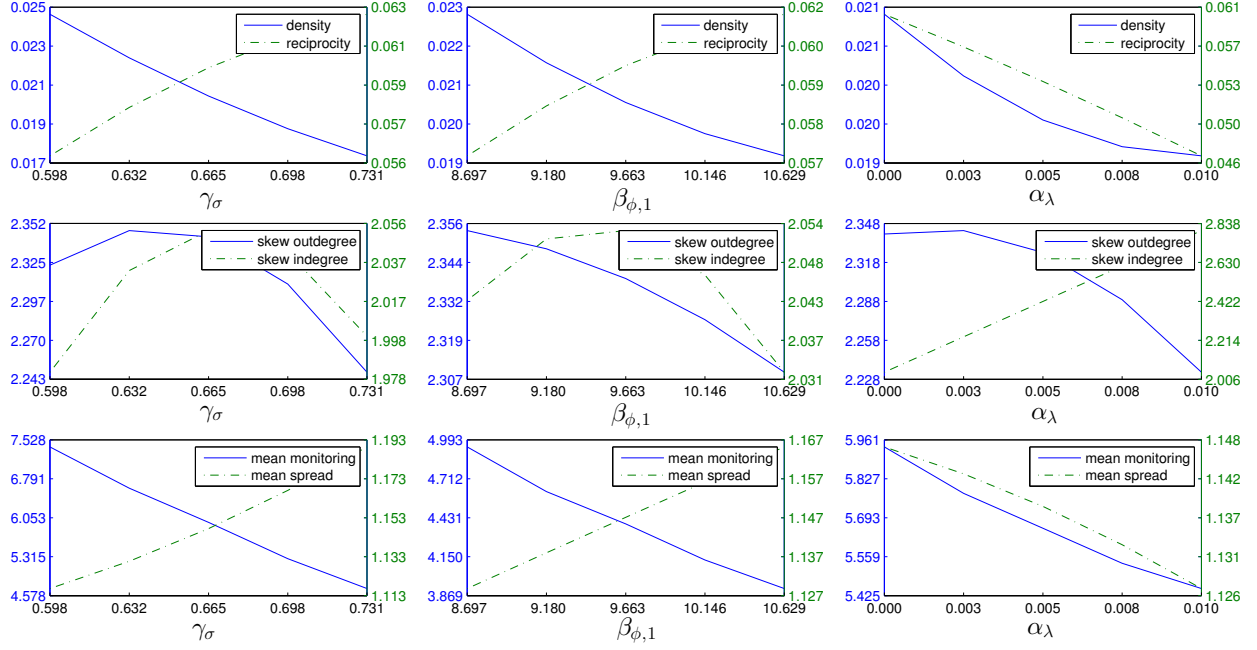 0.025 0.023 0.021 0.019 0.017
density
reciprocity
0.063 0.061 0.059 0.057 0.056
0.598 0.632 0.665 0.698 0.731
γσ
0.023 0.022 0.021 0.020 0.019
density
reciprocity
0.062 0.060 0.059 0.058 0.057
8.697 9.180 9.663 10.146 10.629
βϕ,1
0.021 0.021 0.020 0.020 0.019
density
reciprocity
0.061 0.057 0.053 0.050 0.046
0.000 0.003 0.005 0.008 0.010
αλ
2.352 2.325 2.297 2.270 2.243
skew outdegree
skew indegree
2.056 2.037 2.017 1.998 1.978
0.598 0.632 0.665 0.698 0.731
γσ
2.356 2.344 2.332 2.319 2.307
skew outdegree
skew indegree
2.054 2.048 2.043 2.037 2.031
8.697 9.180 9.663 10.146 10.629
βϕ,1
2.348 2.318 2.288 2.258 2.228
skew outdegree
skew indegree
2.838 2.630 2.422 2.214 2.006
0.000 0.003 0.005 0.008 0.010
αλ
7.528 6.791 6.053 5.315 4.578
mean monitoring
mean spread
1.193 1.173 1.153 1.133 1.113
0.598 0.632 0.665 0.698 0.731
γσ
4.993 4.712 4.431 4.150 3.869
mean monitoring
mean spread
1.167 1.157 1.147 1.137 1.127
8.697 9.180 9.663 10.146 10.629
βϕ,1
5.961 5.827 5.693 5.559 5.425
mean monitoring
mean spread
1.148 1.142 1.137 1.131 1.126
0.000 0.003 0.005 0.008 0.010
αλ